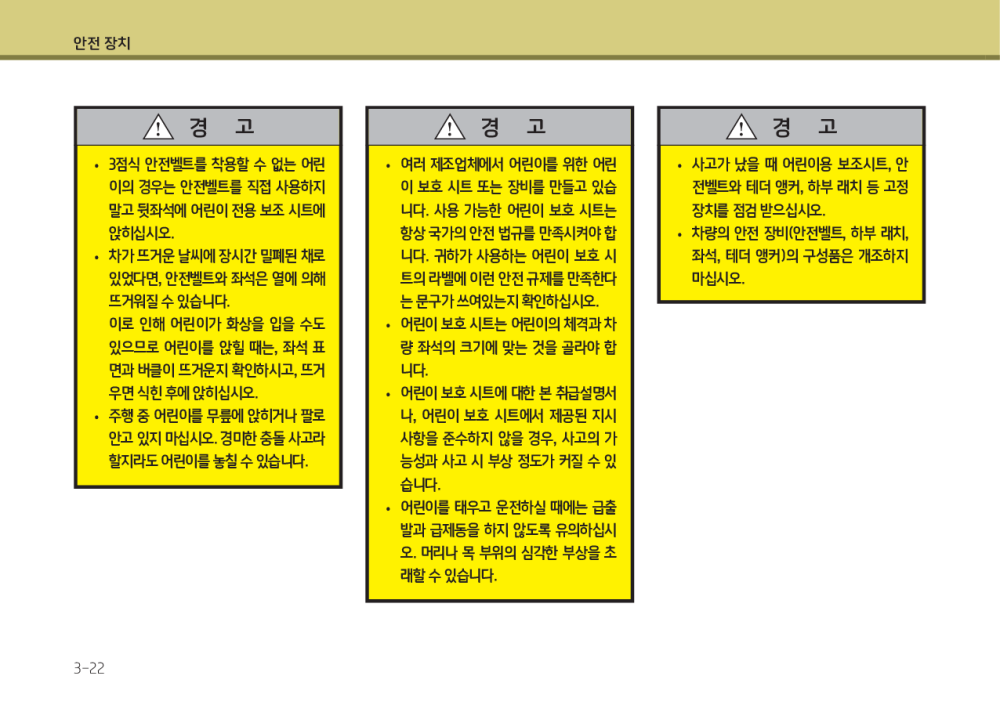 안전 장치
경 고
• 3점식 안전벨트를 착용할 수 없는 어린
이의 경우는 안전벨트를 직접 사용하지
말고 뒷좌석에 어린이 전용 보조 시트에
앉히십시오.
• 차가 뜨거운 날씨에 장시간 밀폐된 채로
있었다면, 안전벨트와 좌석은 열에 의해
뜨거워질 수 있습니다.
이로 인해 어린이가 화상을 입을 수도
있으므로 어린이를 앉힐 때는, 좌석 표
면과 버클이 뜨거운지 확인하시고, 뜨거
우면 식힌 후에 앉히십시오.
• 주행 중 어린이를 무릎에 앉히거나 팔로
안고 있지 마십시오. 경미한 충돌 사고라
할지라도 어린이를 놓칠 수 있습니다.
경 고
• 여러 제조업체에서 어린이를 위한 어린
이 보호 시트 또는 장비를 만들고 있습
니다. 사용 가능한 어린이 보호 시트는
항상 국가의 안전 법규를 만족시켜야 합
니다. 귀하가 사용하는 어린이 보호 시
트의 라벨에 이런 안전 규제를 만족한다
는 문구가 쓰여있는지 확인하십시오.
• 어린이 보호 시트는 어린이의 체격과 차
량 좌석의 크기에 맞는 것을 골라야 합
니다.
• 어린이 보호 시트에 대한 본 취급설명서
나, 어린이 보호 시트에서 제공된 지시
사항을 준수하지 않을 경우, 사고의 가
능성과 사고 시 부상 정도가 커질 수 있
습니다.
• 어린이를 태우고 운전하실 때에는 급출
발과 급제동을 하지 않도록 유의하십시
오. 머리나 목 부위의 심각한 부상을 초
래할 수 있습니다.
경 고
• 사고가 났을 때 어린이용 보조시트, 안
전벨트와 테더 앵커, 하부 래치 등 고정
장치를 점검 받으십시오.
• 차량의 안전 장비(안전벨트, 하부 래치,
좌석, 테더 앵커)의 구성품은 개조하지
마십시오.
3-22